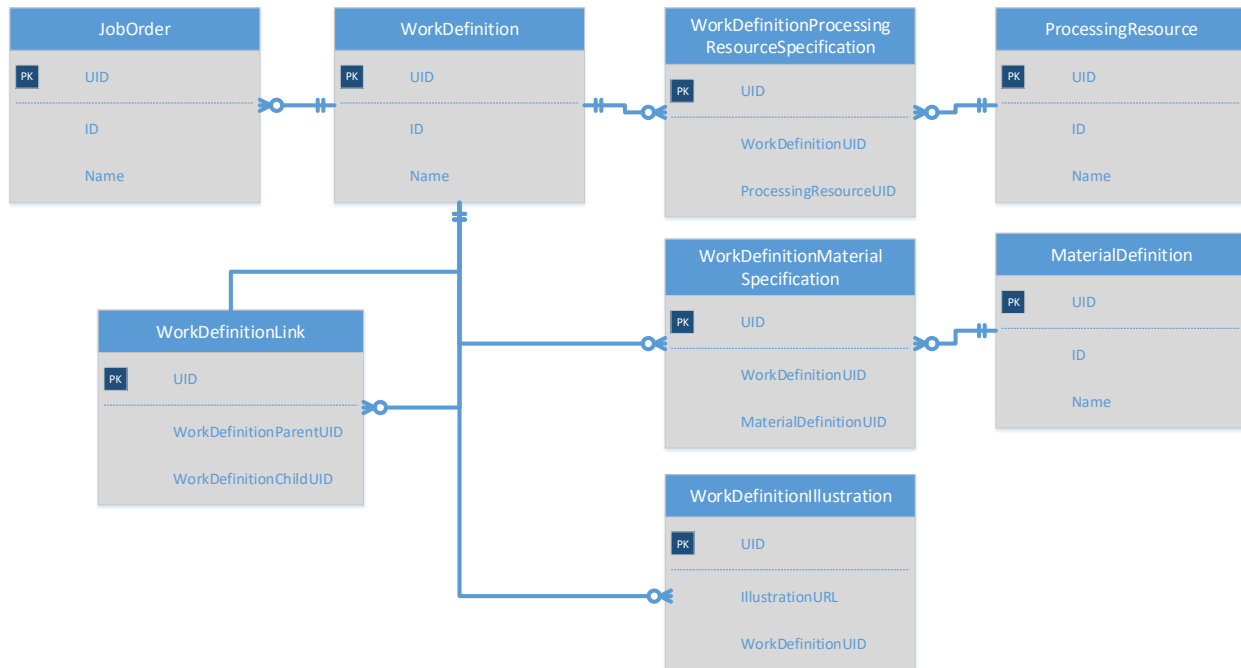 JobOrder
PK
UID
ID
Name
WorkDefinition
PK
UID
ID
Name
WorkDefinitionProcessing
ResourceSpecification
PK
UID
WorkDefinitionUID
ProcessingResourceUID
ProcessingResource
PK
UID
ID
Name
WorkDefinitionLink
PK
UID
WorkDefinitionParentUID
WorkDefinitionChildUID
WorkDefinitionMaterial
Specification
PK
UID
WorkDefinitionUID
MaterialDefinitionUID
MaterialDefinition
PK
UID
ID
Name
WorkDefinitionIllustration
PK
UID
IllustrationURL
WorkDefinitionUID